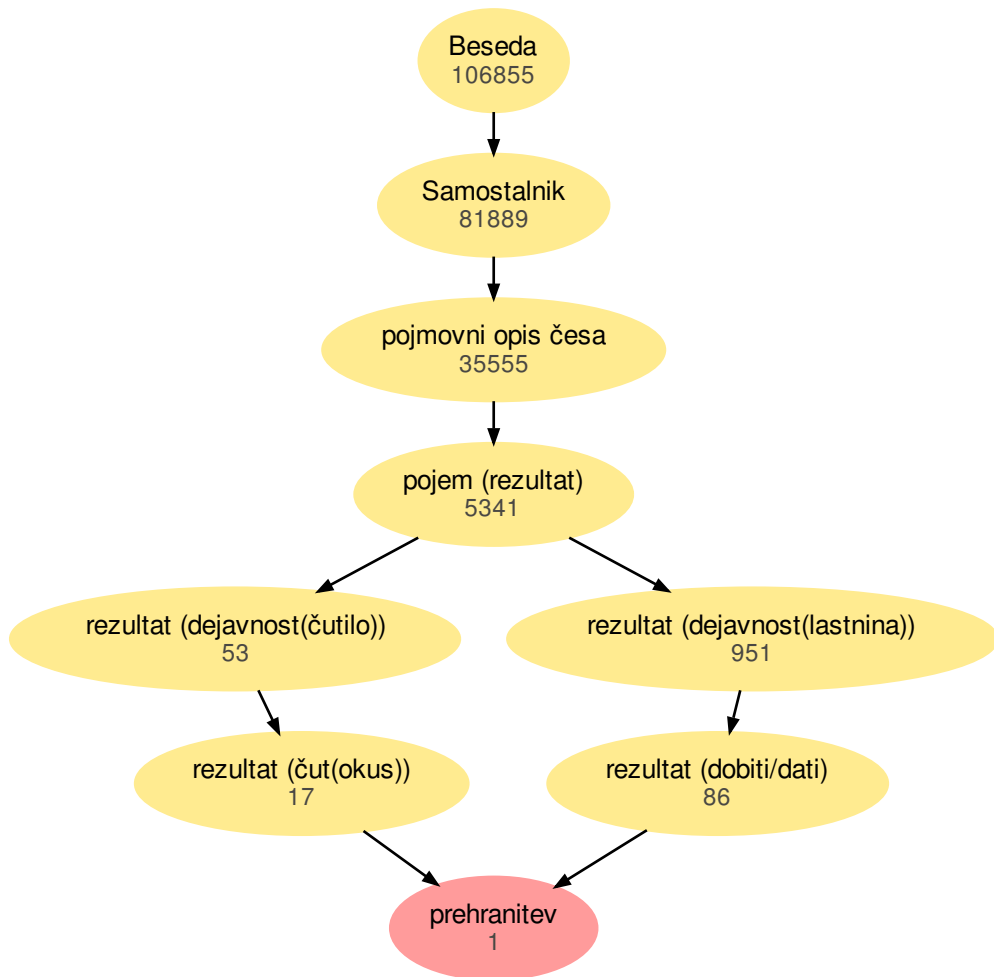 Beseda
106855
Samostalnik
81889
pojmovni opis česa
35555
pojem (rezultat)
5341
rezultat (dejavnost(čutilo))
53
rezultat (dejavnost(lastnina))
951
rezultat (čut(okus))
17
rezultat (dobiti/dati)
86
prehranitev
1